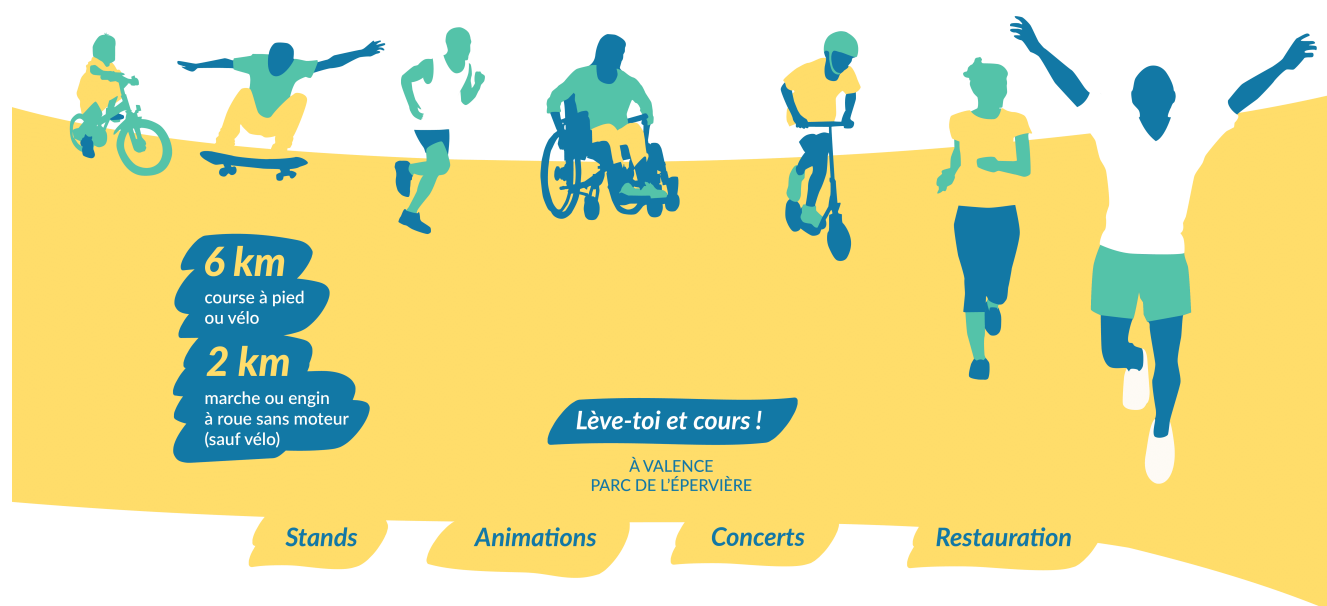 6 km
course à pied
ou vélo
2 km
marche ou engin
à roue sans moteur
(sauf vélo)
Lève-toi et cours !
À VALENCE
PARC DE L'ÉPERVIÈRE
Stands
Animations
Concerts
Restauration